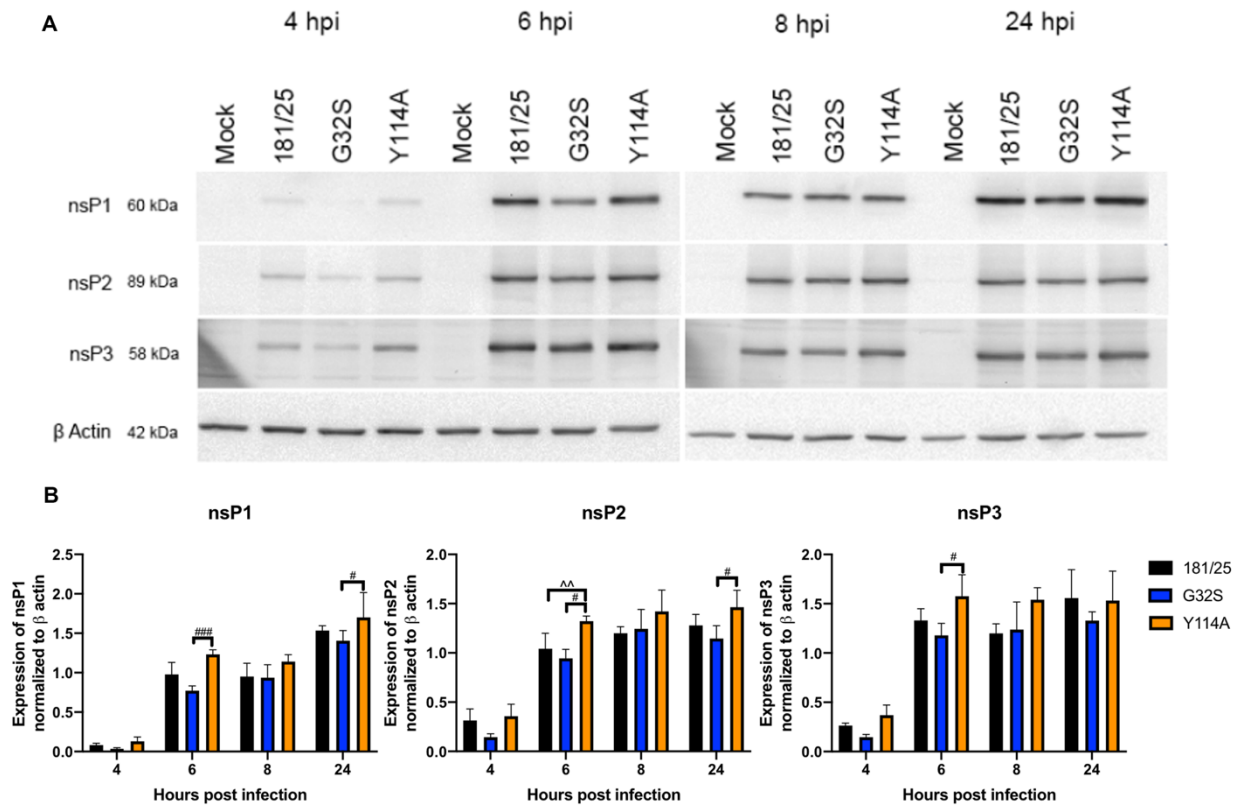 A
4 hpi 6 hpi 8 hpi 24 hpi
Mock 181/25 G32S Y114A Mock 181/25 G32S Y114A Mock 181/25 G32S Y114A Mock 181/25 G32S Y114A
nsP1 60 kDa
nsP2 89 kDa
nsP3 58 kDa
β Actin 42 kDa
B
nsP1
Expression of nsP1
normalized to β actin
2.5
2.0
1.5
1.0
0.5
0.0
###
#
4 6 8 24
Hours post infection
nsP2
Expression of nsP2
normalized to β actin
2.0
1.5
1.0
0.5
0.0
^^
#
#
4 6 8 24
Hours post infection
nsP3
Expression of nsP3
normalized to β actin
2.0
1.5
1.0
0.5
0.0
#
4 6 8 24
Hours post infection
181/25
G32S
Y114A